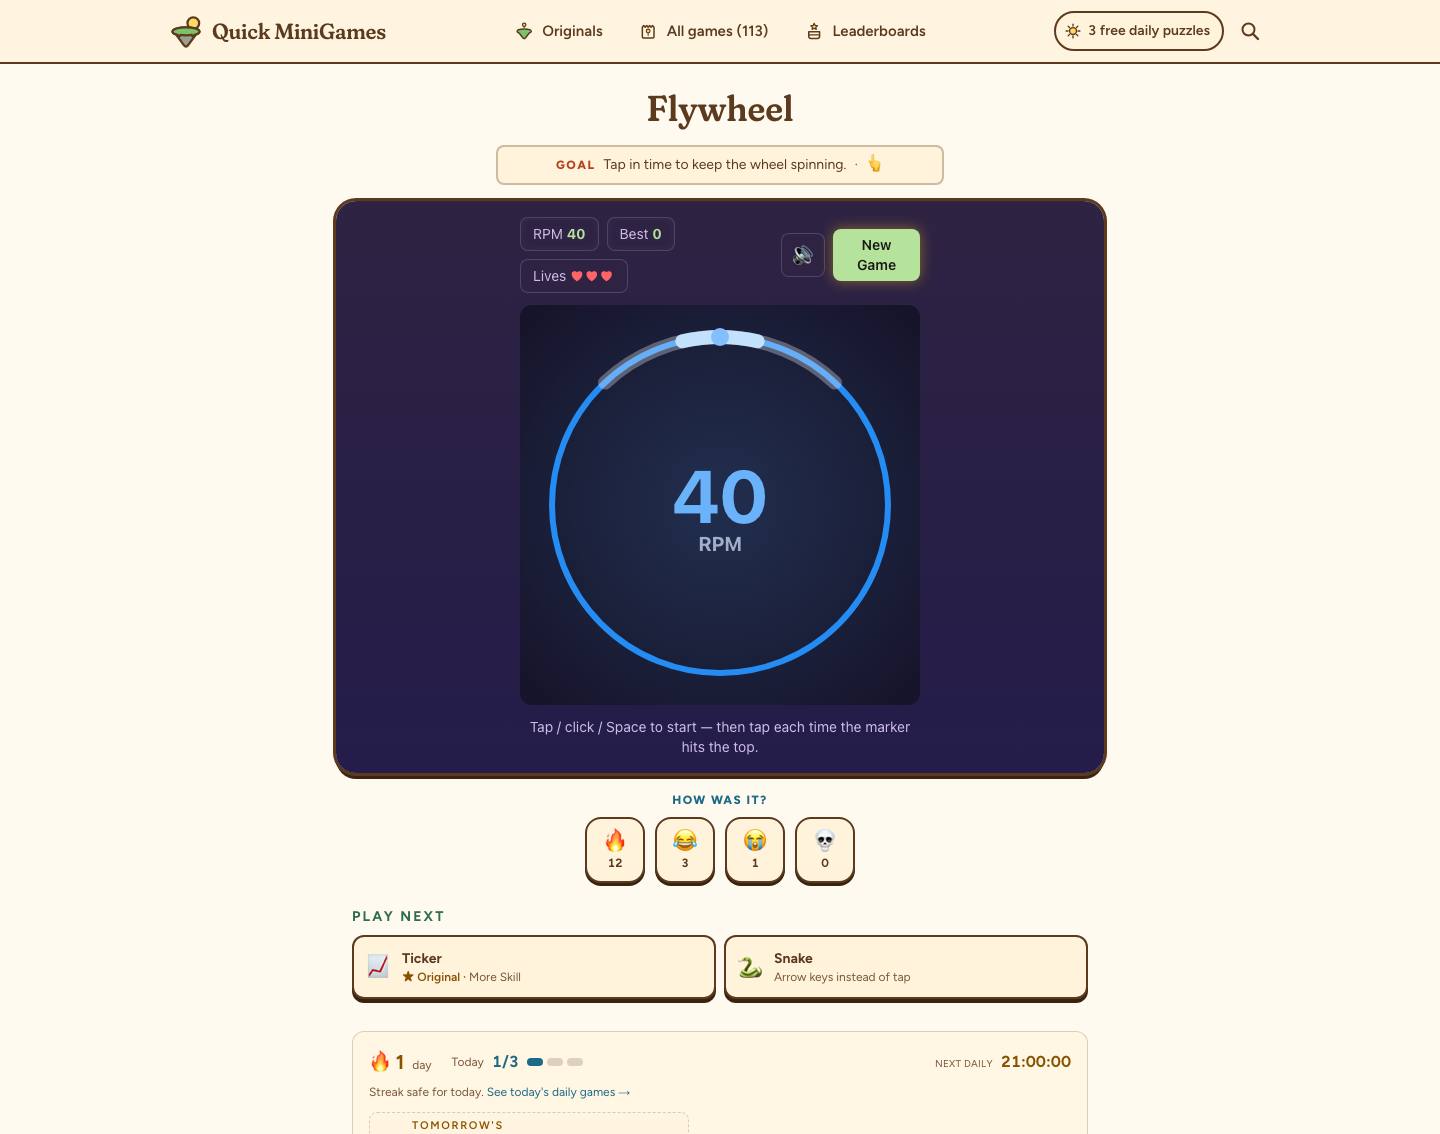 Quick MiniGames
Originals
All games (113)
Leaderboards
3 free daily puzzles
Flywheel
GOAL Tap in time to keep the wheel spinning. · 👆
RPM 40
Best 0
Lives ♥♥♥
New
Game
40
RPM
Tap / click / Space to start — then tap each time the marker
hits the top.
HOW WAS IT?
🔥 😂 😭 💀
12 3 1 0
PLAY NEXT
Ticker
★ Original · More Skill
Snake
Arrow keys instead of tap
🔥 1 day Today 1/3 NEXT DAILY 21:00:00
Streak safe for today. See today's daily games →
TOMORROW'S